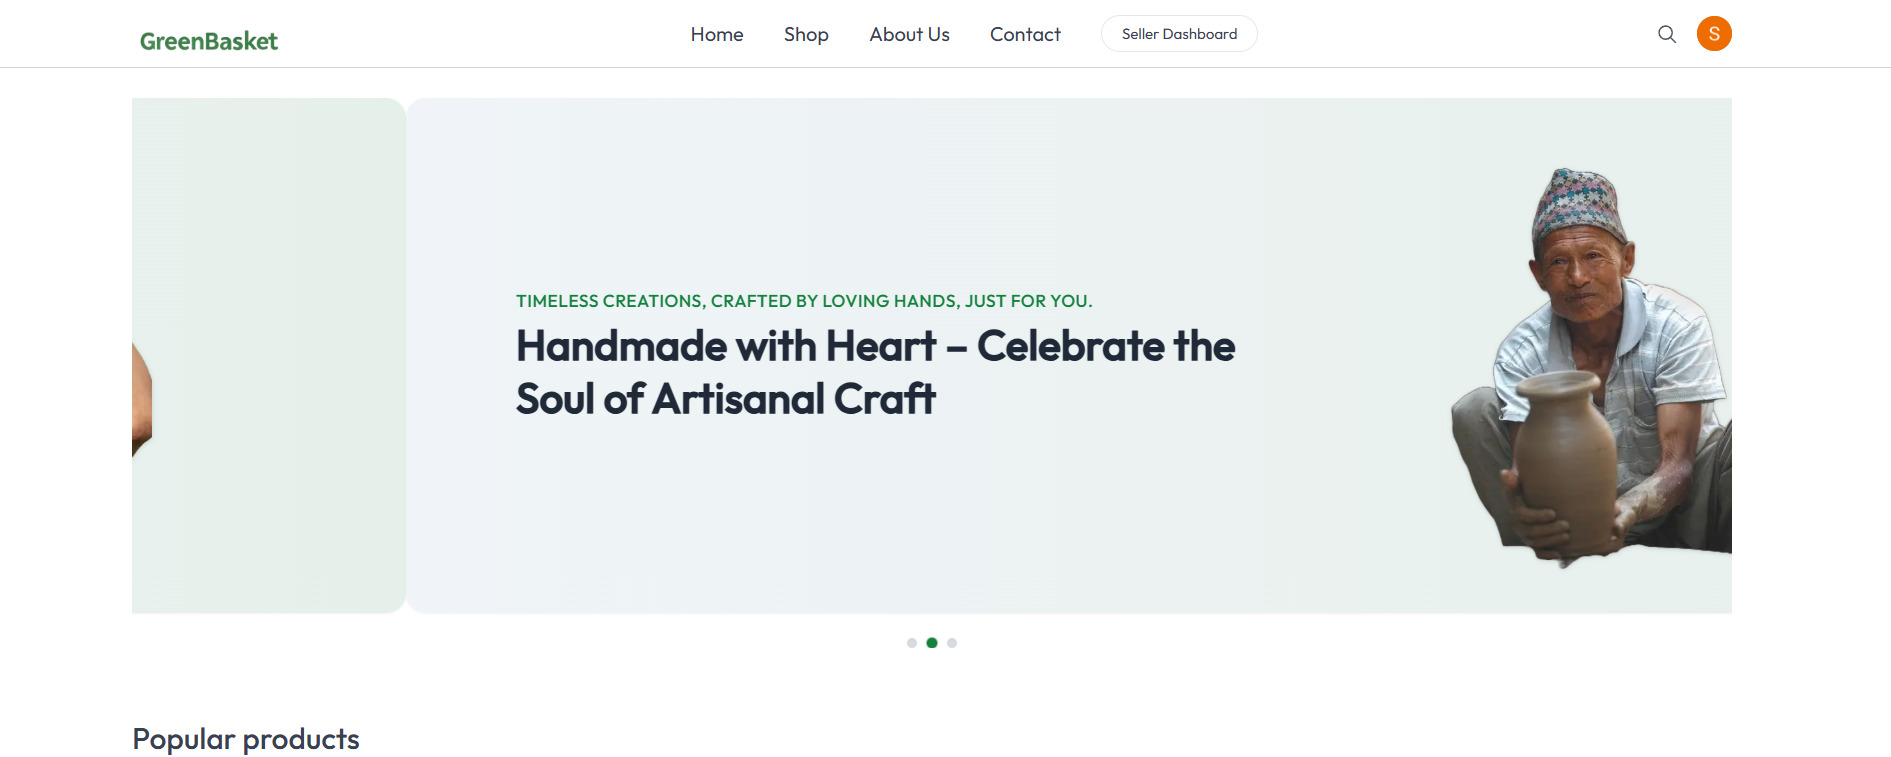 GreenBasket
Home
Shop
About Us
Contact
Seller Dashboard
S
TIMELESS CREATIONS, CRAFTED BY LOVING HANDS, JUST FOR YOU.
Handmade with Heart – Celebrate the
Soul of Artisanal Craft
Popular products